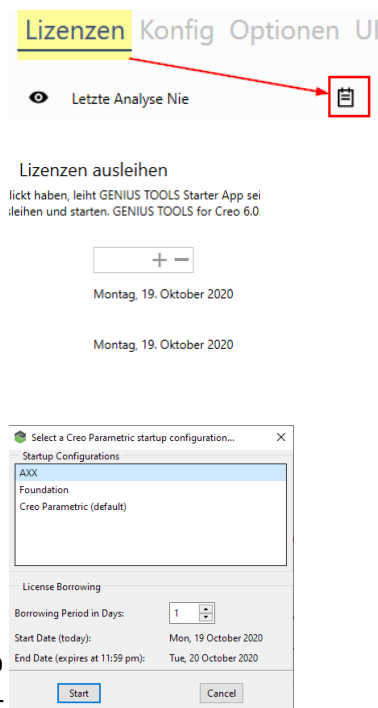 Lizenzen Konfig Optionen UI
Letzte Analyse Nie
Lizenzen ausleihen
lickt haben, leiht GENIUS TOOLS Starter App sei
sleihen und starten. GENIUS TOOLS for Creo 6.0
+ −
Montag, 19. Oktober 2020
Montag, 19. Oktober 2020
Select a Creo Parametric startup configuration...
Startup Configurations
AXX
Foundation
Creo Parametric (default)
License Borrowing
Borrowing Period in Days: 1
Start Date (today): Mon, 19 October 2020
End Date (expires at 11:59 pm): Tue, 20 October 2020
Start Cancel